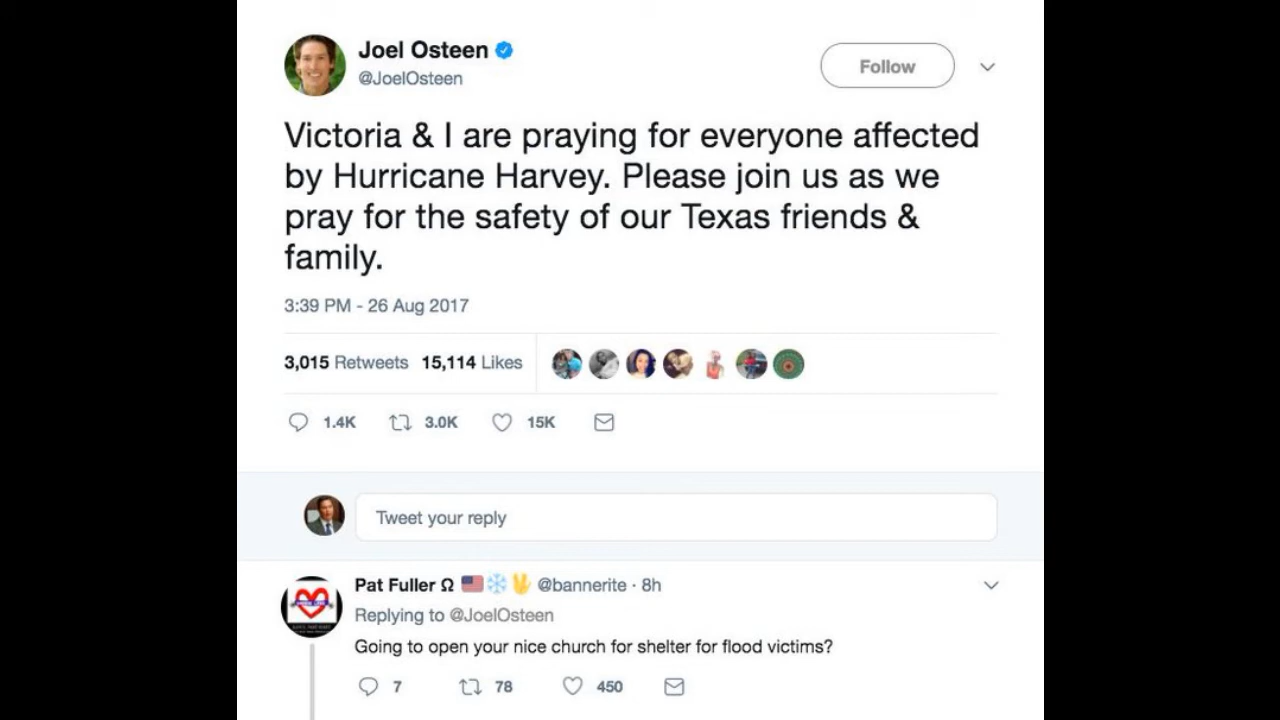 Joel Osteen
@JoelOsteen
Follow
Victoria & I are praying for everyone affected
by Hurricane Harvey. Please join us as we
pray for the safety of our Texas friends &
family.
3:39 PM - 26 Aug 2017
3,015 Retweets 15,114 Likes
1.4K 3.0K 15K
Tweet your reply
Pat Fuller Ω 🇺🇸❄️🖖 @bannerite · 8h
Replying to @JoelOsteen
Going to open your nice church for shelter for flood victims?
7 78 450